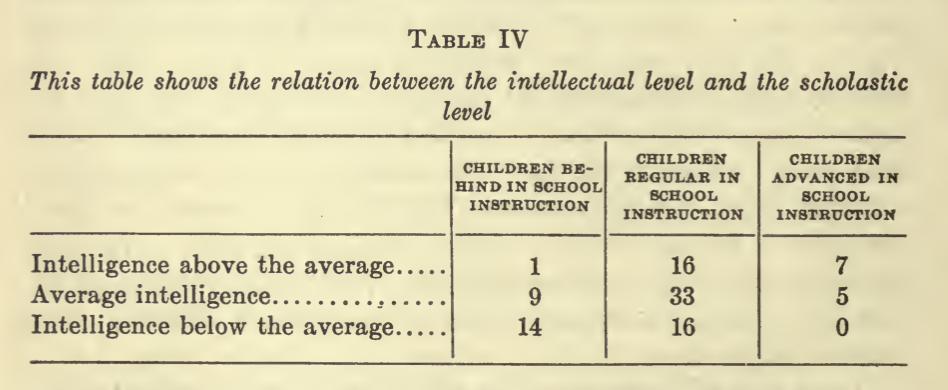 TABLE IV
This table shows the relation between the intellectual level and the scholastic
level
CHILDREN BE-
HIND IN SCHOOL
INSTRUCTION
CHILDREN
REGULAR IN
SCHOOL
INSTRUCTION
CHILDREN
ADVANCED IN
SCHOOL
INSTRUCTION
Intelligence above the average..... 1 16 7
Average intelligence............... 9 33 5
Intelligence below the average..... 14 16 0